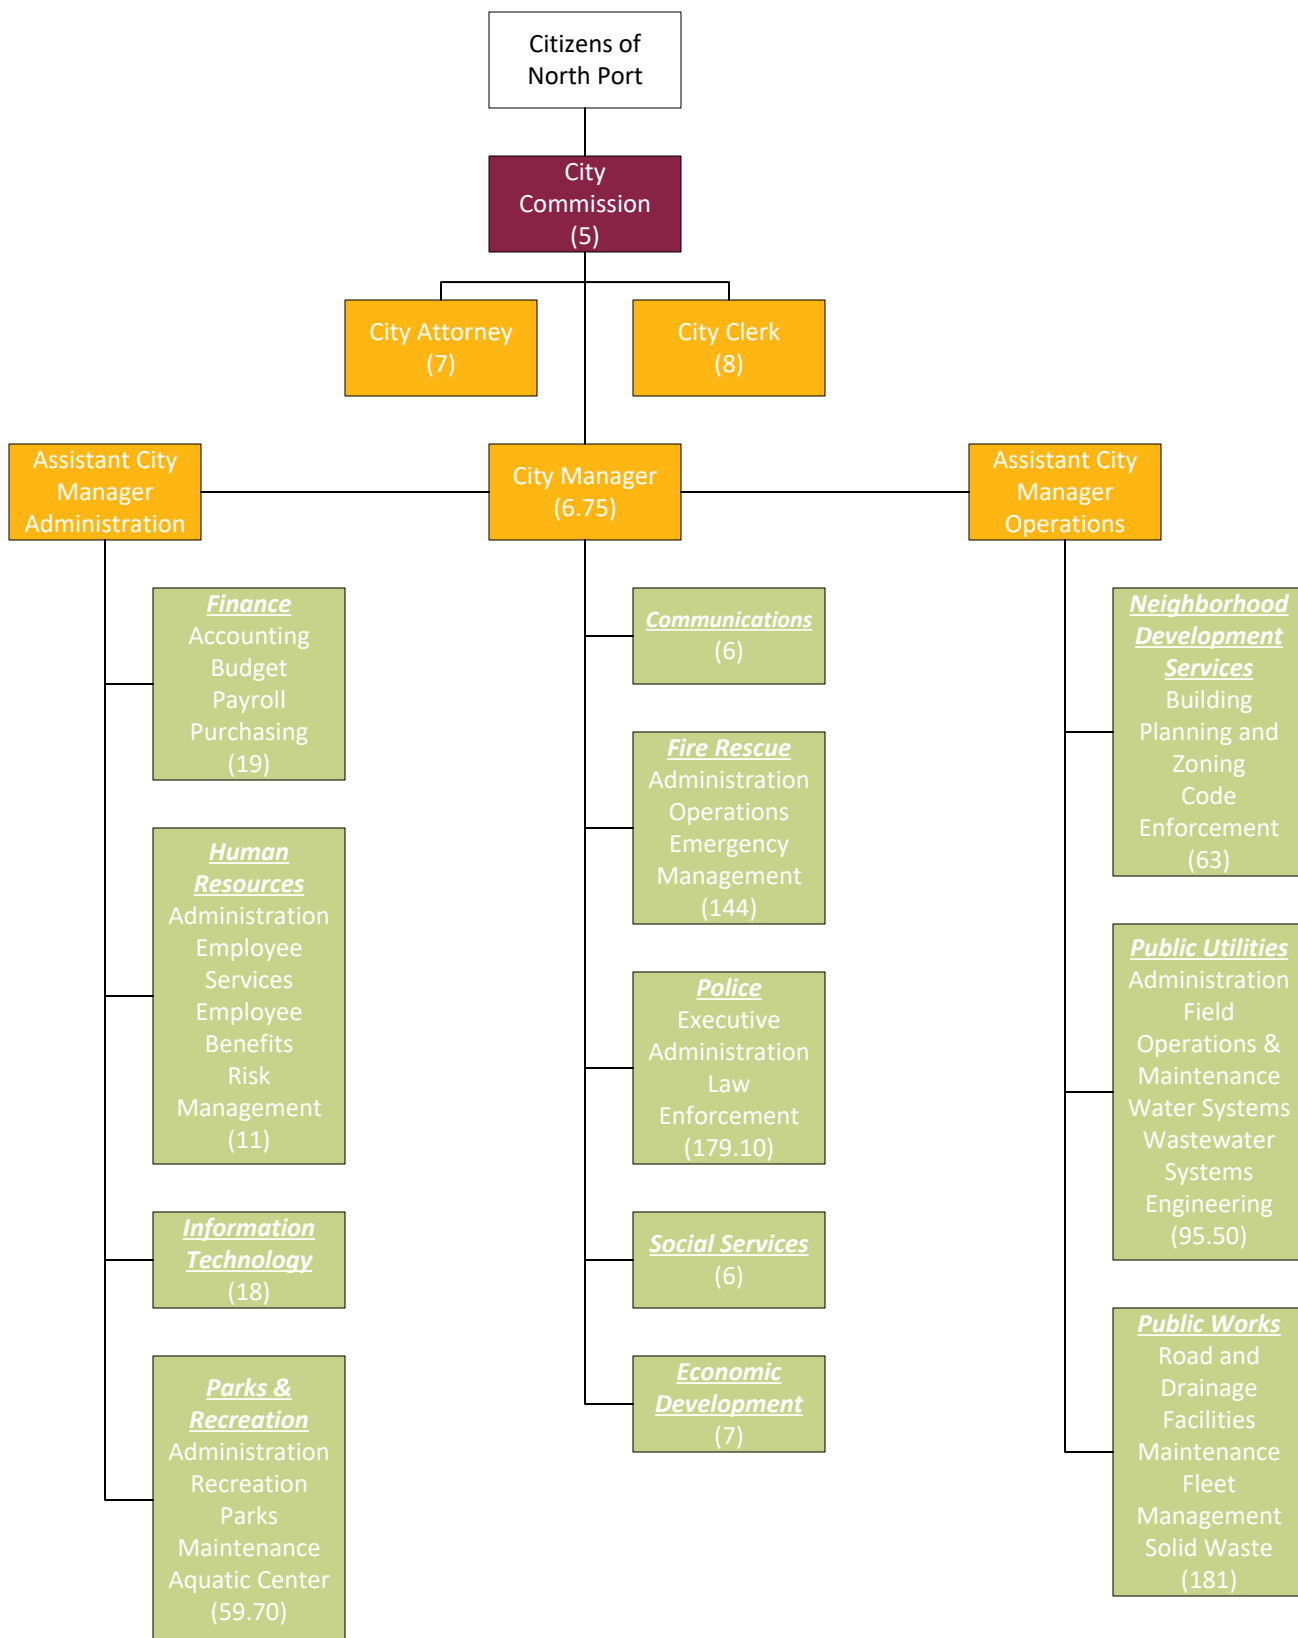 Citizens of
North Port
City
Commission
(5)
City Attorney
(7)
City Clerk
(8)
Assistant City
Manager
Administration
City Manager
(6.75)
Assistant City
Manager
Operations
Finance
Accounting
Budget
Payroll
Purchasing
(19)
Human
Resources
Administration
Employee
Services
Employee
Benefits
Risk
Management
(11)
Information
Technology
(18)
Parks &
Recreation
Administration
Recreation
Parks
Maintenance
Aquatic Center
(59.70)
Communications
(6)
Fire Rescue
Administration
Operations
Emergency
Management
(144)
Police
Executive
Administration
Law
Enforcement
(179.10)
Social Services
(6)
Economic
Development
(7)
Neighborhood
Development
Services
Building
Planning and
Zoning
Code
Enforcement
(63)
Public Utilities
Administration
Field
Operations &
Maintenance
Water Systems
Wastewater
Systems
Engineering
(95.50)
Public Works
Road and
Drainage
Facilities
Maintenance
Fleet
Management
Solid Waste
(181)